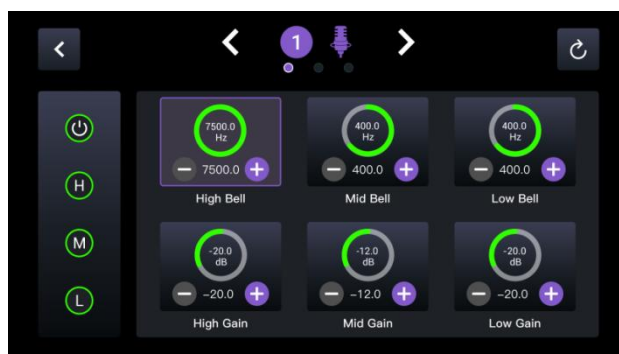 1
H
M
L
7500.0 Hz
7500.0
High Bell
400.0 Hz
400.0
Mid Bell
400.0 Hz
400.0
Low Bell
-20.0 dB
-20.0
High Gain
-12.0 dB
-12.0
Mid Gain
-20.0 dB
-20.0
Low Gain